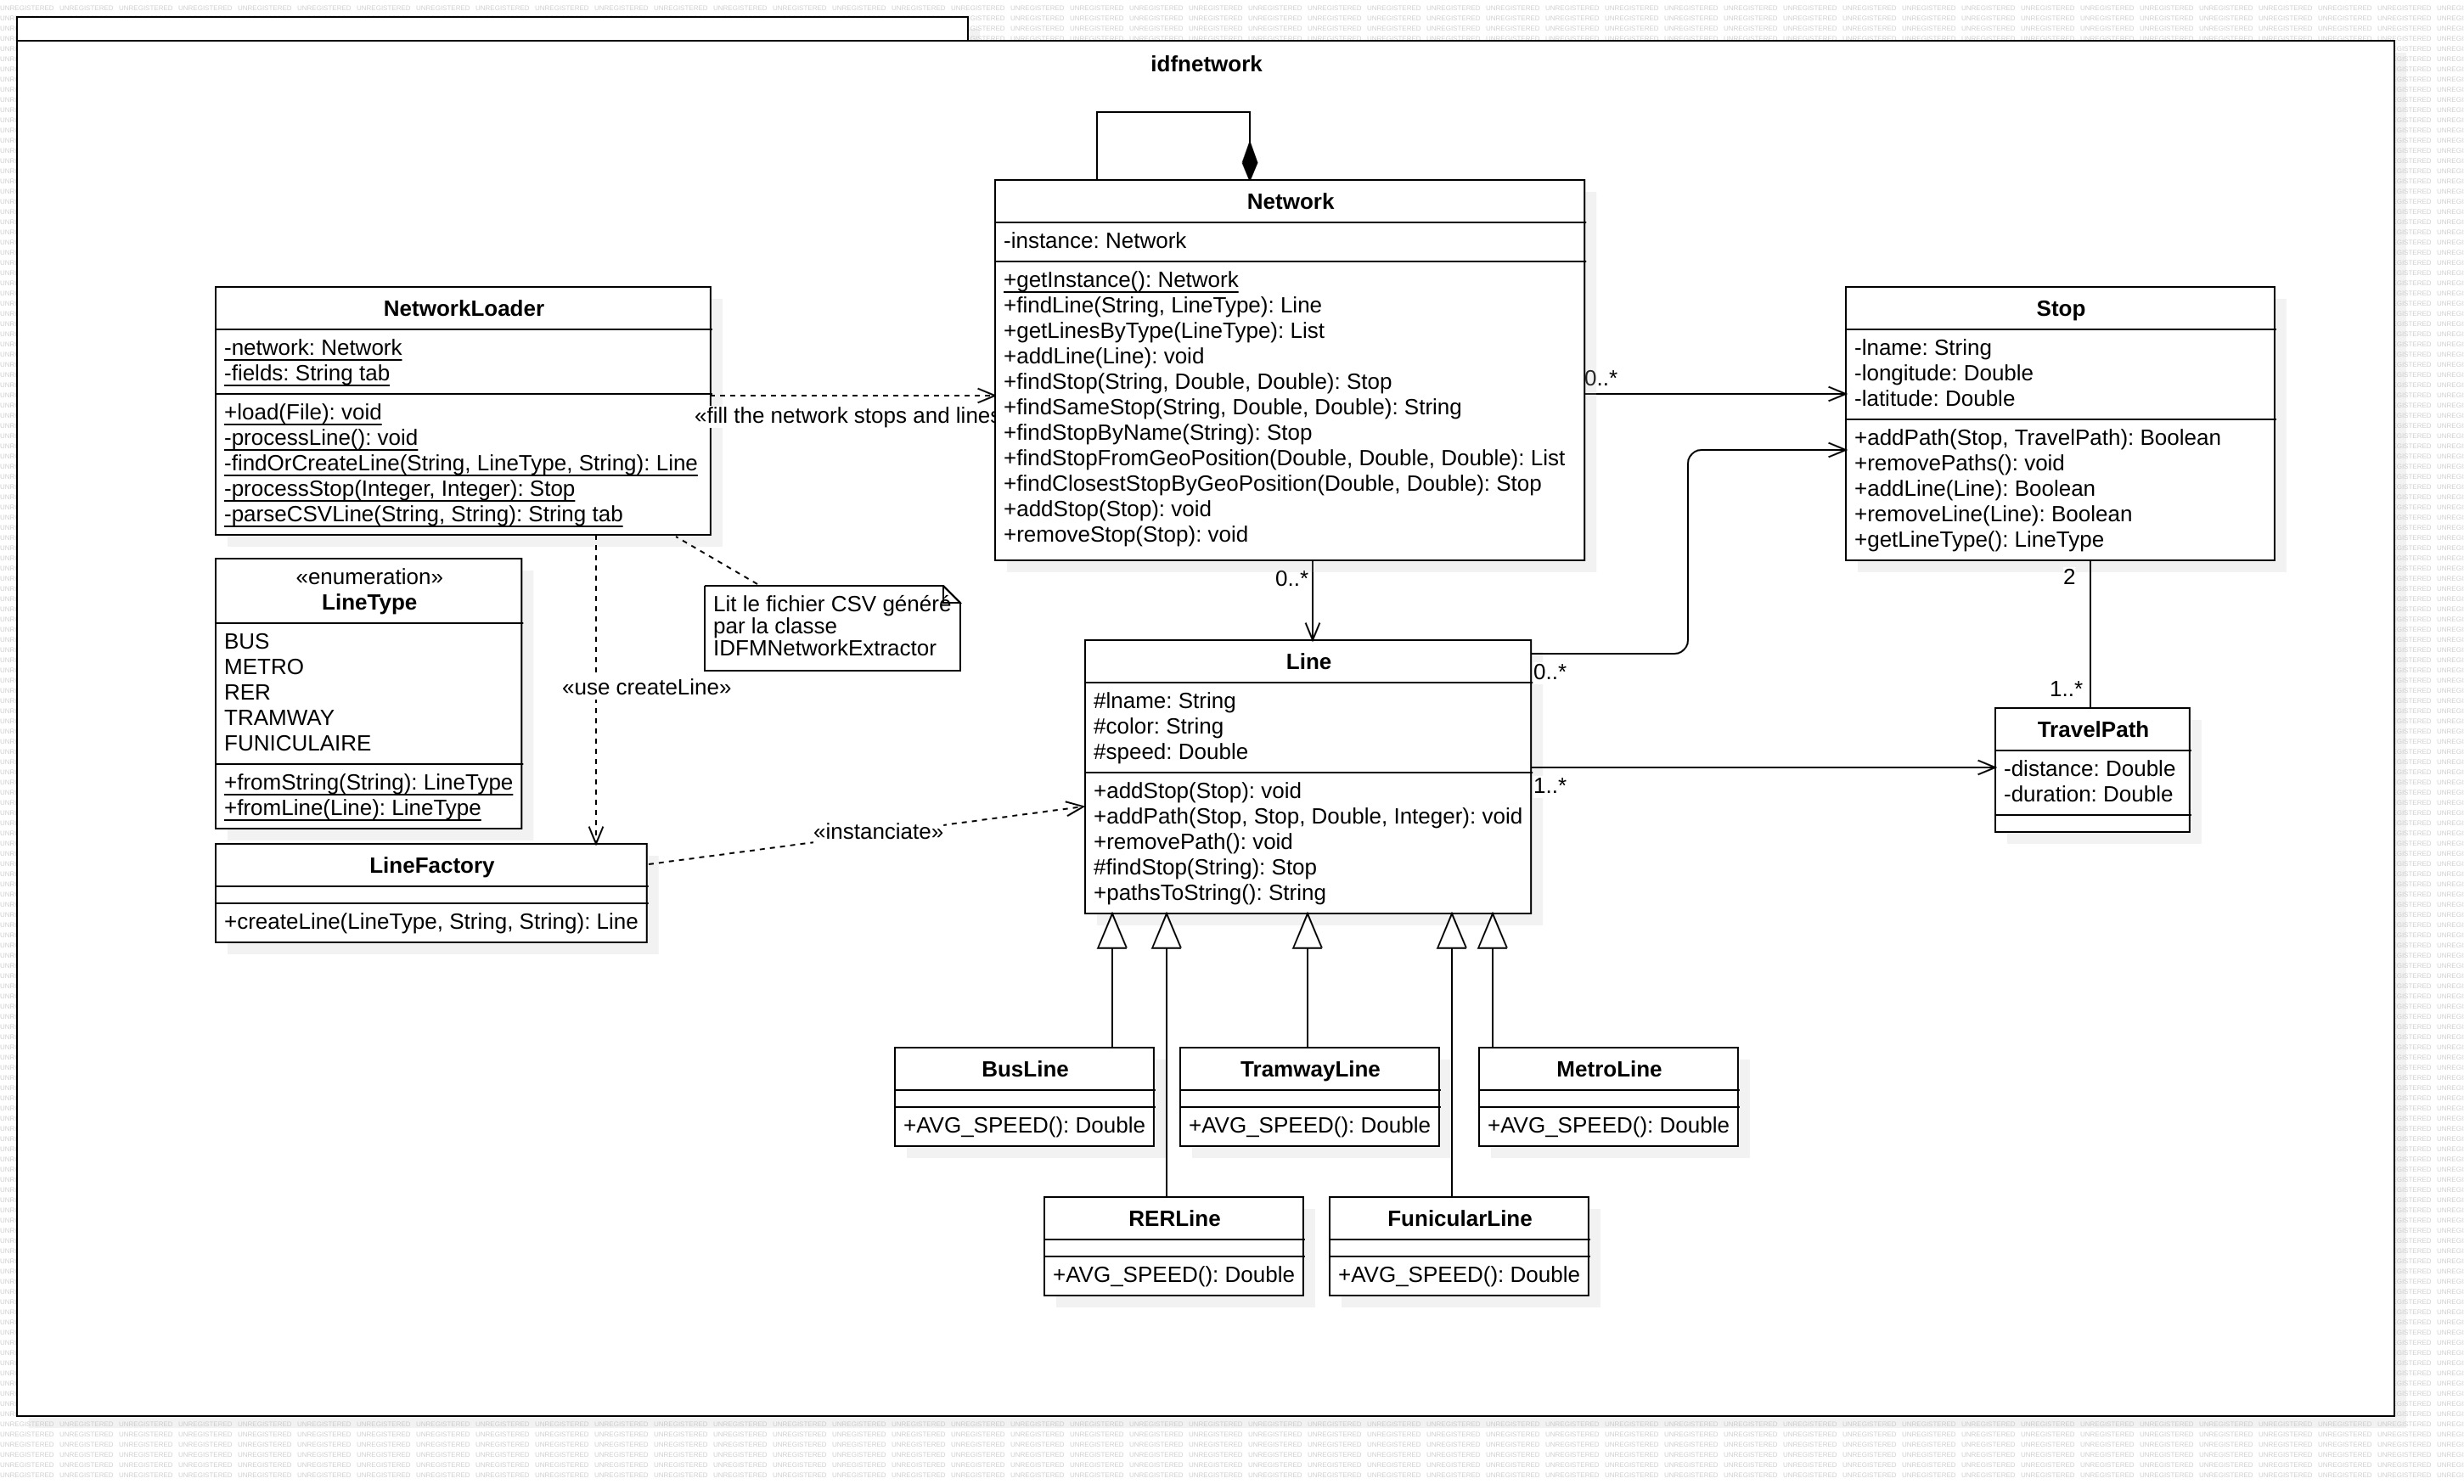 idfnetwork
Network
-instance: Network
+getInstance(): Network
+findLine(String, LineType): Line
+getLinesByType(LineType): List
+addLine(Line): void
+findStop(String, Double, Double): Stop
+findSameStop(String, Double, Double): String
+findStopByName(String): Stop
+findStopFromGeoPosition(Double, Double, Double): List
+findClosestStopByGeoPosition(Double, Double): Stop
+addStop(Stop): void
+removeStop(Stop): void
NetworkLoader
-network: Network
-fields: String tab
+load(File): void
-processLine(): void
-findOrCreateLine(String, LineType, String): Line
-processStop(Integer, Integer): Stop
-parseCSVLine(String, String): String tab
«fill the network stops and lines
0..*
Stop
-lname: String
-longitude: Double
-latitude: Double
+addPath(Stop, TravelPath): Boolean
+removePaths(): void
+addLine(Line): Boolean
+removeLine(Line): Boolean
+getLineType(): LineType
«enumeration»
LineType
BUS
METRO
RER
TRAMWAY
FUNICULAIRE
+fromString(String): LineType
+fromLine(Line): LineType
Lit le fichier CSV généré
par la classe
IDFMNetworkExtractor
«use createLine»
0..*
2
1..*
Line
#lname: String
#color: String
#speed: Double
+addStop(Stop): void
+addPath(Stop, Stop, Double, Integer): void
+removePath(): void
#findStop(String): Stop
+pathsToString(): String
0..*
1..*
TravelPath
-distance: Double
-duration: Double
«instanciate»
LineFactory
+createLine(LineType, String, String): Line
BusLine
+AVG_SPEED(): Double
TramwayLine
+AVG_SPEED(): Double
MetroLine
+AVG_SPEED(): Double
RERLine
+AVG_SPEED(): Double
FunicularLine
+AVG_SPEED(): Double